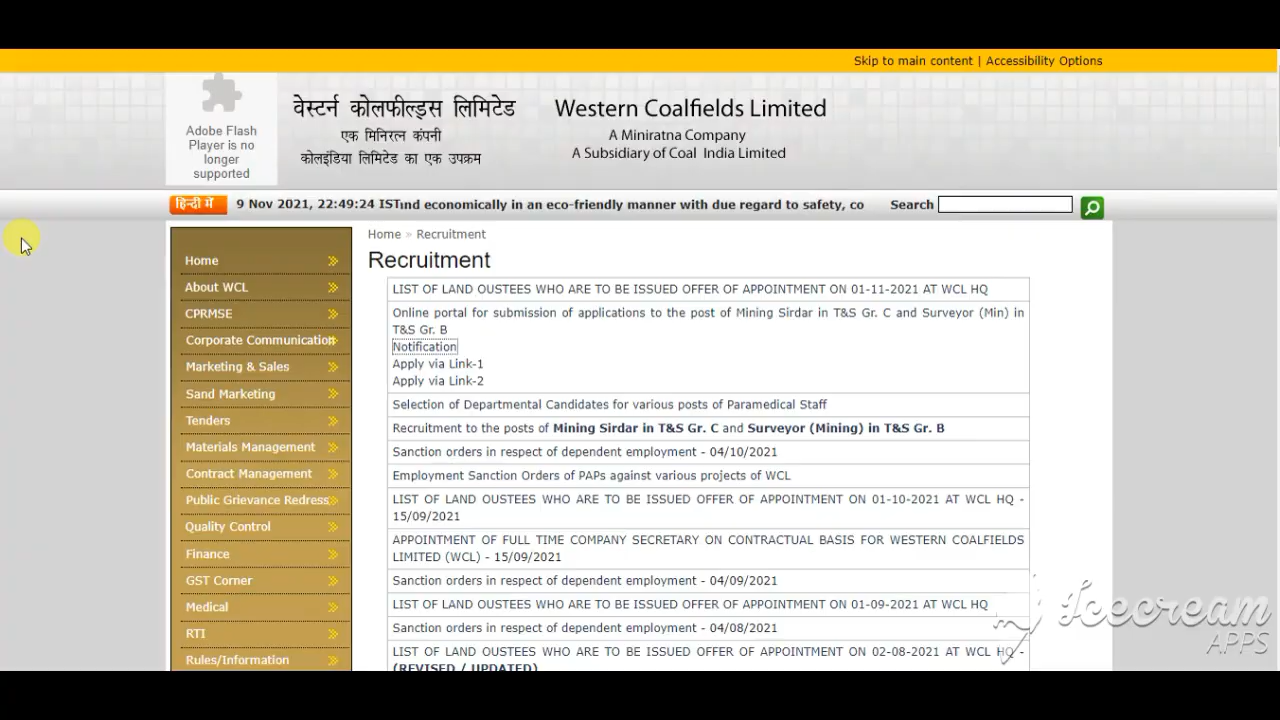 Skip to main content | Accessibility Options
Adobe Flash
Player is no
longer
supported
वेस्टर्न कोलफील्ड्स लिमिटेड
एक मिनिरत्न कंपनी
कोलइंडिया लिमिटेड का एक उपक्रम
Western Coalfields Limited
A Miniratna Company
A Subsidiary of Coal India Limited
हिन्दी में
9 Nov 2021, 22:49:24 IST
nd economically in an eco-friendly manner with due regard to safety, co
Search
Home
About WCL
CPRMSE
Corporate Communication
Marketing & Sales
Sand Marketing
Tenders
Materials Management
Contract Management
Public Grievance Redress
Quality Control
Finance
GST Corner
Medical
RTI
Rules/Information
Home » Recruitment
Recruitment
LIST OF LAND OUSTEES WHO ARE TO BE ISSUED OFFER OF APPOINTMENT ON 01-11-2021 AT WCL HQ
Online portal for submission of applications to the post of Mining Sirdar in T&S Gr. C and Surveyor (Min) in
T&S Gr. B
Notification
Apply via Link-1
Apply via Link-2
Selection of Departmental Candidates for various posts of Paramedical Staff
Recruitment to the posts of Mining Sirdar in T&S Gr. C and Surveyor (Mining) in T&S Gr. B
Sanction orders in respect of dependent employment - 04/10/2021
Employment Sanction Orders of PAPs against various projects of WCL
LIST OF LAND OUSTEES WHO ARE TO BE ISSUED OFFER OF APPOINTMENT ON 01-10-2021 AT WCL HQ -
15/09/2021
APPOINTMENT OF FULL TIME COMPANY SECRETARY ON CONTRACTUAL BASIS FOR WESTERN COALFIELDS
LIMITED (WCL) - 15/09/2021
Sanction orders in respect of dependent employment - 04/09/2021
LIST OF LAND OUSTEES WHO ARE TO BE ISSUED OFFER OF APPOINTMENT ON 01-09-2021 AT WCL HQ
Sanction orders in respect of dependent employment - 04/08/2021
LIST OF LAND OUSTEES WHO ARE TO BE ISSUED OFFER OF APPOINTMENT ON 02-08-2021 AT WCL HQ -
(REVISED / UPDATED)
Icecream
APPS